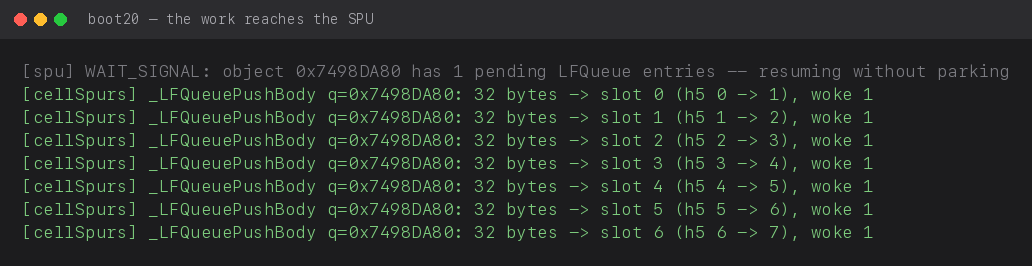 boot20 — the work reaches the SPU
[spu] WAIT_SIGNAL: object 0x7498DA80 has 1 pending LFQueue entries —— resuming without parking
[cellSpurs] _LFQueuePushBody q=0x7498DA80: 32 bytes —> slot 0 (h5 0 —> 1), woke 1
[cellSpurs] _LFQueuePushBody q=0x7498DA80: 32 bytes —> slot 1 (h5 1 —> 2), woke 1
[cellSpurs] _LFQueuePushBody q=0x7498DA80: 32 bytes —> slot 2 (h5 2 —> 3), woke 1
[cellSpurs] _LFQueuePushBody q=0x7498DA80: 32 bytes —> slot 3 (h5 3 —> 4), woke 1
[cellSpurs] _LFQueuePushBody q=0x7498DA80: 32 bytes —> slot 4 (h5 4 —> 5), woke 1
[cellSpurs] _LFQueuePushBody q=0x7498DA80: 32 bytes —> slot 5 (h5 5 —> 6), woke 1
[cellSpurs] _LFQueuePushBody q=0x7498DA80: 32 bytes —> slot 6 (h5 6 —> 7), woke 1